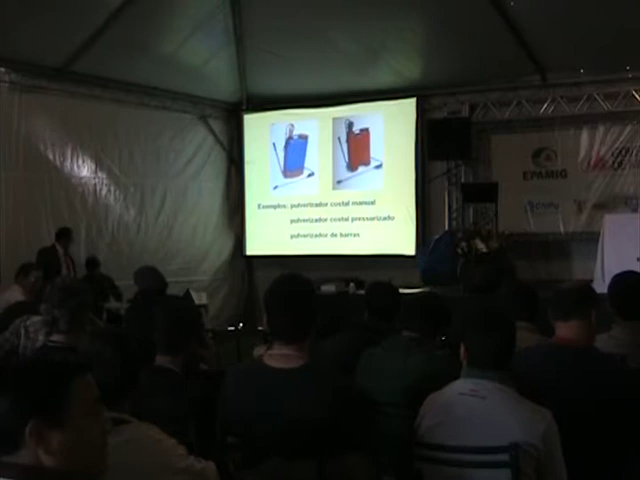 Exemplos: pulverizador costal manual
pulverizador costal pressurizado
pulverizador de barras
EPAMIG